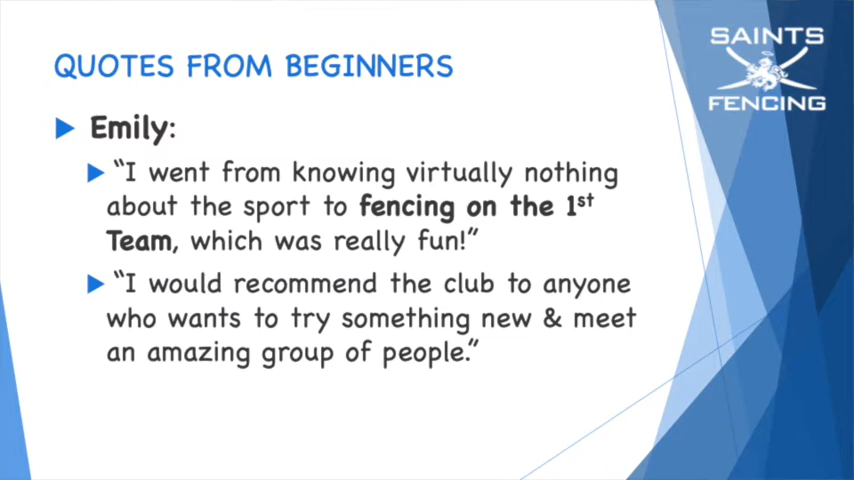 SAINTS
FENCING
QUOTES FROM BEGINNERS
Emily:
“I went from knowing virtually nothing
about the sport to fencing on the 1st
Team, which was really fun!”
“I would recommend the club to anyone
who wants to try something new & meet
an amazing group of people.”